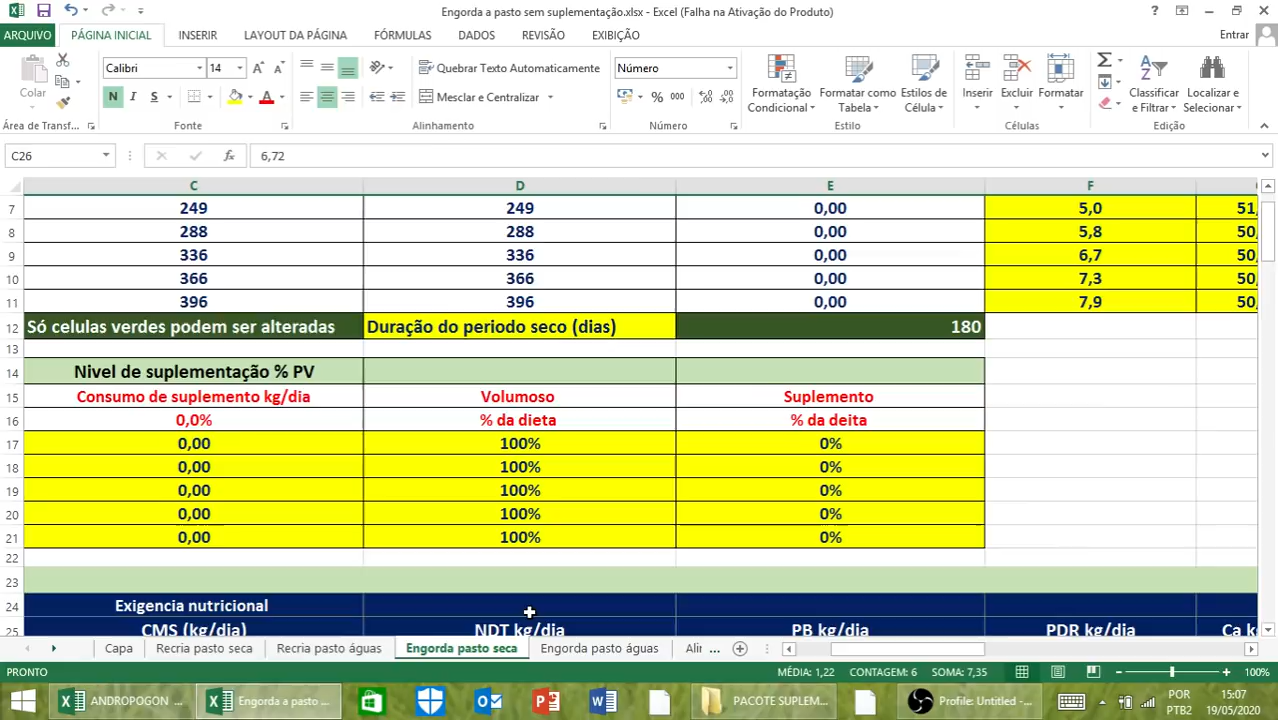 Engorda a pasto sem suplementação.xlsx - Excel (Falha na Ativação do Produto)
ARQUIVO PÁGINA INICIAL INSERIR LAYOUT DA PÁGINA FÓRMULAS DADOS REVISÃO EXIBIÇÃO Entrar
Calibri 14 Quebrar Texto Automaticamente Número
Colar N I S Mesclar e Centralizar % 000 Formatação Condicional Formatar como Tabela Estilos de Célula Inserir Excluir Formatar Classificar e Filtrar Localizar e Selecionar
Área de Transf... Fonte Alinhamento Número Estilo Células Edição
C26 fx 6,72
C D E F
7 249 249 0,00 5,0 51,
8 288 288 0,00 5,8 50,
9 336 336 0,00 6,7 50,
10 366 366 0,00 7,3 50,
11 396 396 0,00 7,9 50,
12 Só celulas verdes podem ser alteradas Duração do periodo seco (dias) 180
13
14 Nivel de suplementação % PV
15 Consumo de suplemento kg/dia Volumoso Suplemento
16 0,0% % da dieta % da deita
17 0,00 100% 0%
18 0,00 100% 0%
19 0,00 100% 0%
20 0,00 100% 0%
21 0,00 100% 0%
22
23
24 Exigencia nutricional
25 CMS (kg/dia) NDT kg/dia PB kg/dia PDR kg/dia Ca k
Capa Recria pasto seca Recria pasto águas Engorda pasto seca Engorda pasto águas Alir ...
PRONTO MÉDIA: 1,22 CONTAGEM: 6 SOMA: 7,35 100%
ANDROPOGON ... Engorda a pasto ... PACOTE SUPLEM... Profile: Untitled -... POR 15:07
PTB2 19/05/2020